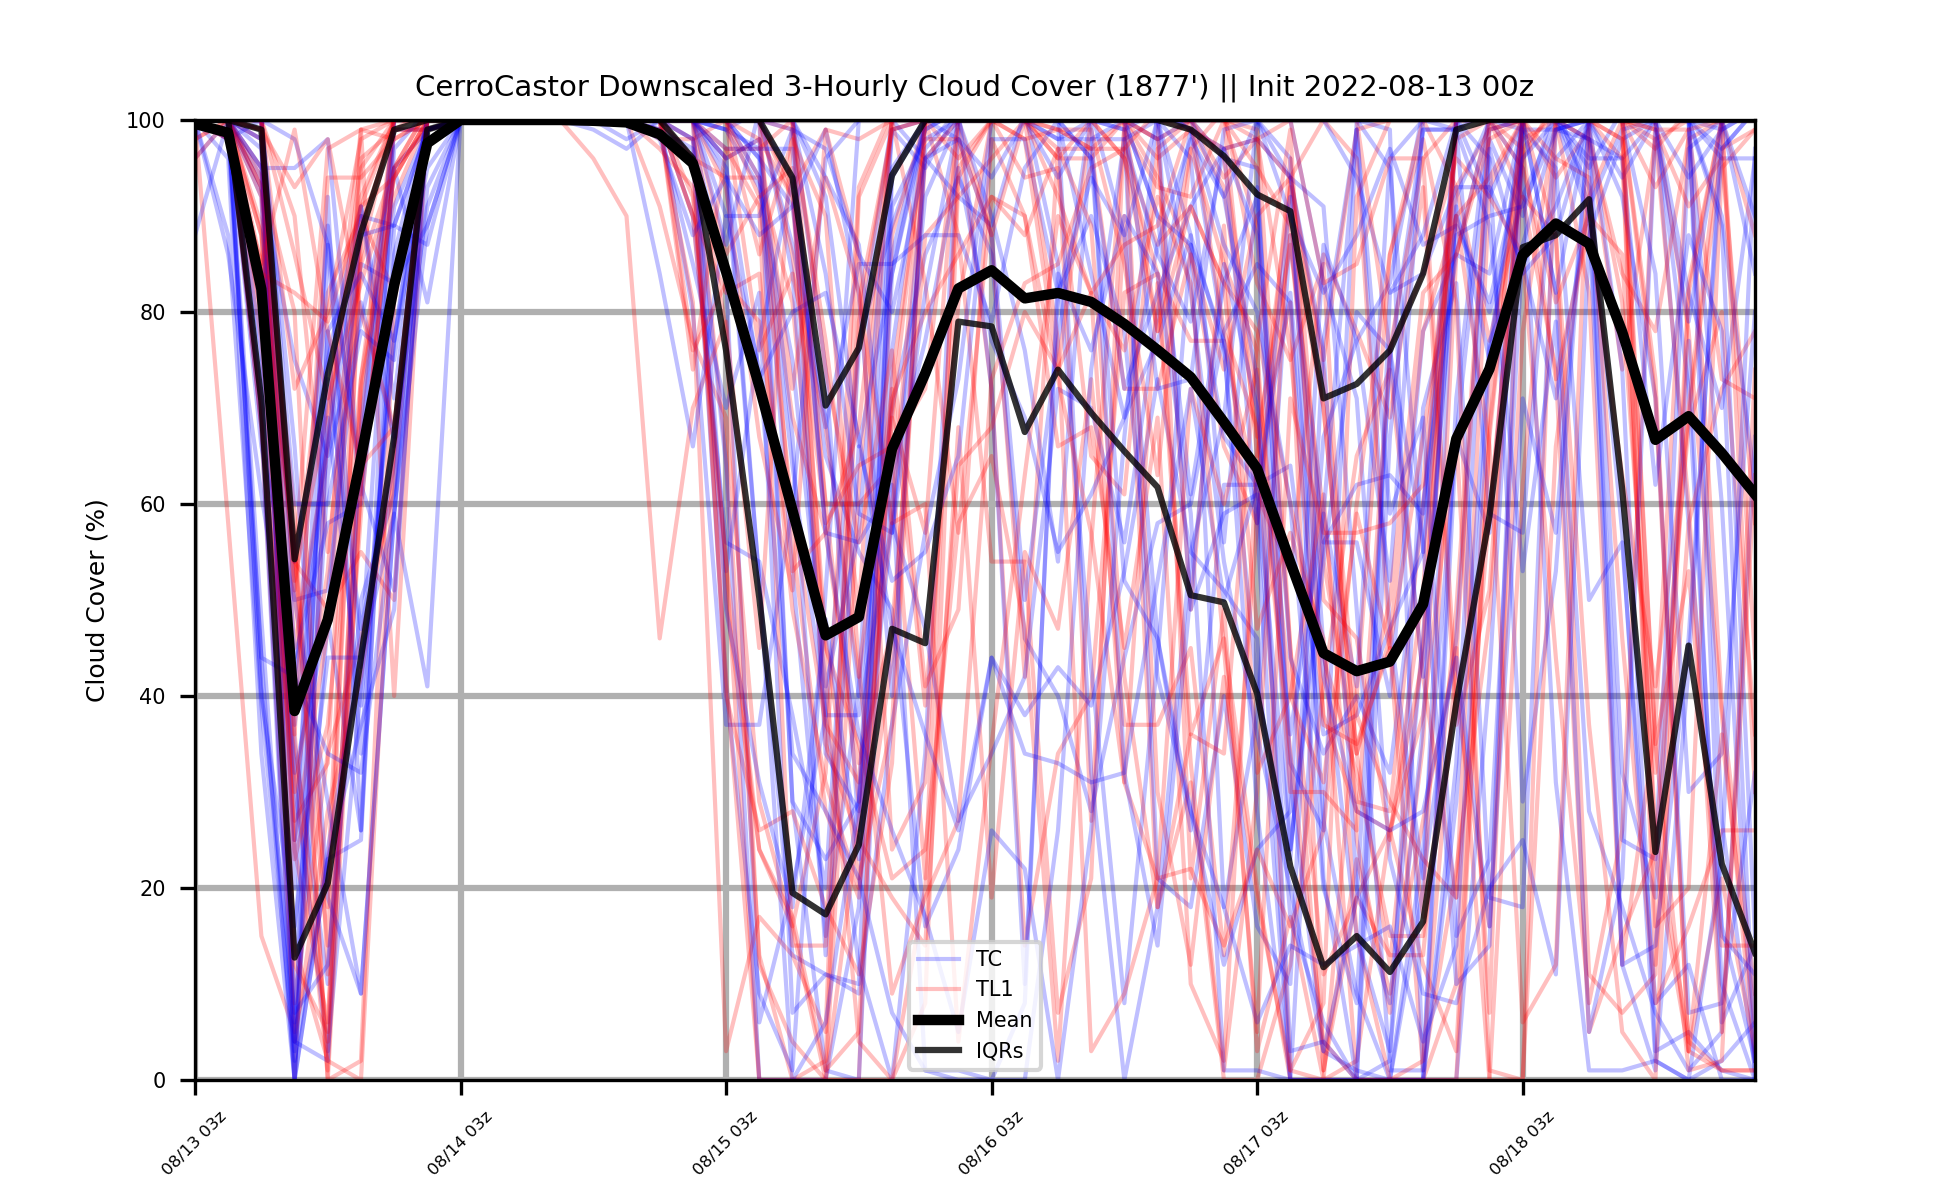 CerroCastor Downscaled 3-Hourly Cloud Cover (1877') || Init 2022-08-13 00z
Cloud Cover (%)
100
80
60
40
20
0
TC
TL1
Mean
IQRs
08/13 03z
08/14 03z
08/15 03z
08/16 03z
08/17 03z
08/18 03z